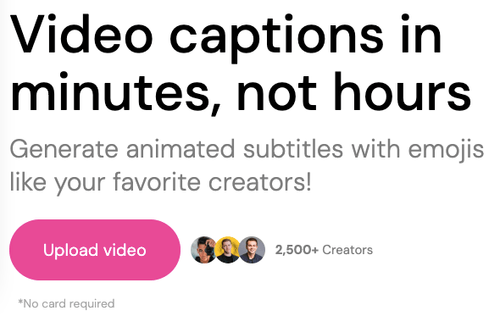 Video captions in
minutes, not hours
Generate animated subtitles with emojis
like your favorite creators!
Upload video
2,500+ Creators
*No card required